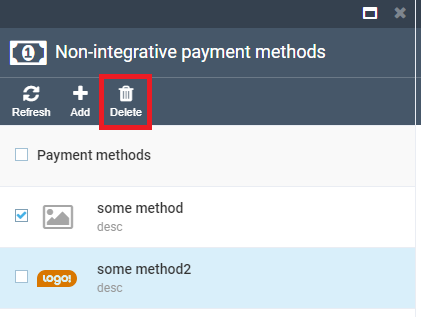 Non-integrative payment methods
Refresh Add Delete
Payment methods
some method
desc
some method2
logo!
desc